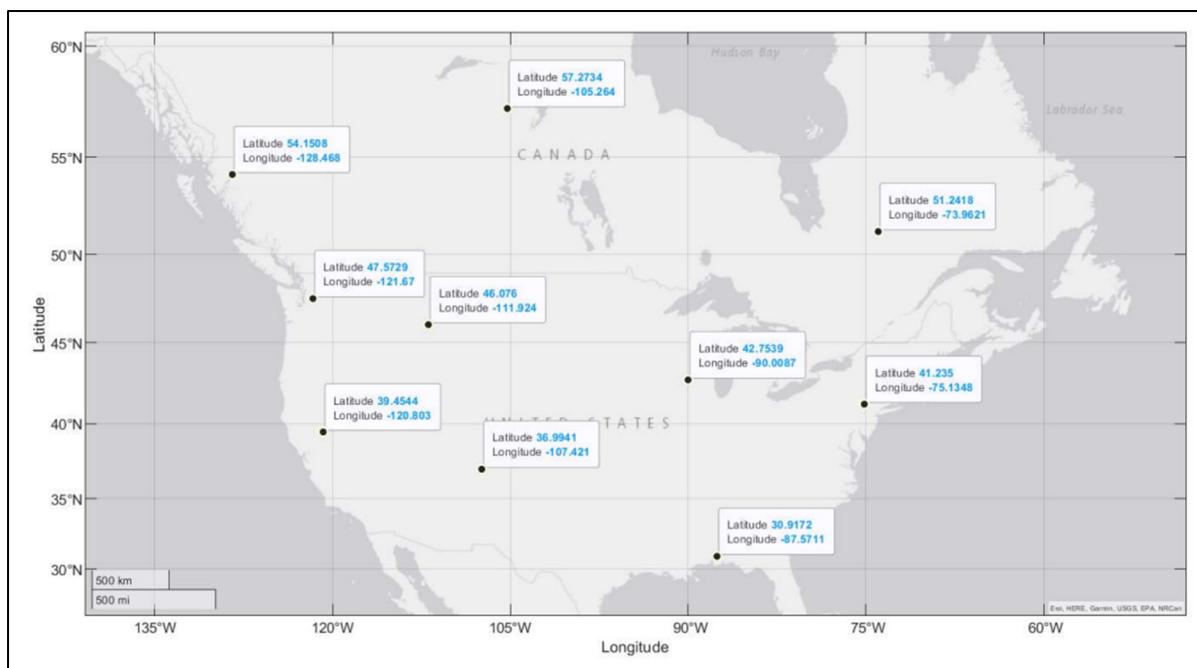 60°N
55°N
50°N
45°N
40°N
35°N
30°N
Latitude
Hudson Bay
Labrador Sea
CANADA
UNITED STATES
Latitude 57.2734
Longitude -105.264
Latitude 54.1508
Longitude -128.468
Latitude 51.2418
Longitude -73.9621
Latitude 47.5729
Longitude -121.67
Latitude 46.076
Longitude -111.924
Latitude 42.7539
Longitude -90.0087
Latitude 41.235
Longitude -75.1348
Latitude 39.4544
Longitude -120.803
Latitude 36.9941
Longitude -107.421
Latitude 30.9172
Longitude -87.5711
500 km
500 mi
Esri, HERE, Garmin, USGS, EPA, NRCan
135°W
120°W
105°W
90°W
75°W
60°W
Longitude